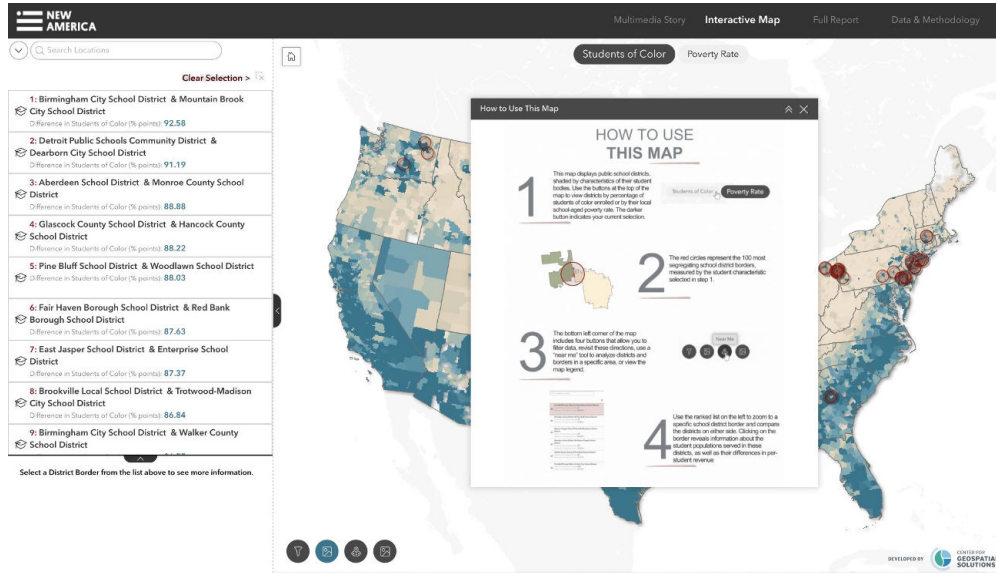 NEW
AMERICA
Multimedia Story
Interactive Map
Full Report
Data & Methodology
Search Locations
Clear Selection >
1: Birmingham City School District & Mountain Brook
City School District
Difference in Students of Color (% points): 92.58
2: Detroit Public Schools Community District &
Dearborn City School District
Difference in Students of Color (% points): 91.19
3: Aberdeen School District & Monroe County School
District
Difference in Students of Color (% points): 88.88
4: Glascock County School District & Hancock County
School District
Difference in Students of Color (% points): 88.22
5: Pine Bluff School District & Woodlawn School District
Difference in Students of Color (% points): 88.03
6: Fair Haven Borough School District & Red Bank
Borough School District
Difference in Students of Color (% points): 87.63
7: East Jasper School District & Enterprise School
District
Difference in Students of Color (% points): 87.37
8: Brookville Local School District & Trotwood-Madison
City School District
Difference in Students of Color (% points): 86.84
9: Birmingham City School District & Walker County
School District
Select a District Border from the list above to see more information.
Students of Color
Poverty Rate
How to Use This Map
HOW TO USE
THIS MAP
1
This map displays public school districts,
shaded by characteristics of their student
bodies. Use the buttons at the top of the
map to view districts by percentage of
students of color enrolled or by their local
school-aged poverty rate. The darker
button indicates your current selection.
Students of Color
Poverty Rate
2
The red circles represent the 100 most
segregating school district borders,
measured by the student characteristic
selected in step 1.
3
The bottom left corner of the map
includes four buttons that allow you to
filter data, revisit these directions, use a
"near me" tool to analyze districts and
borders in a specific area, or view the
map legend.
Near Me
4
Use the ranked list on the left to zoom to a
specific school district border and compare
the districts on either side. Clicking on the
border reveals information about the
student populations served in these
districts, as well as their differences in per-
student revenue
DEVELOPED BY
CENTER FOR
GEOSPATIAL
SOLUTIONS